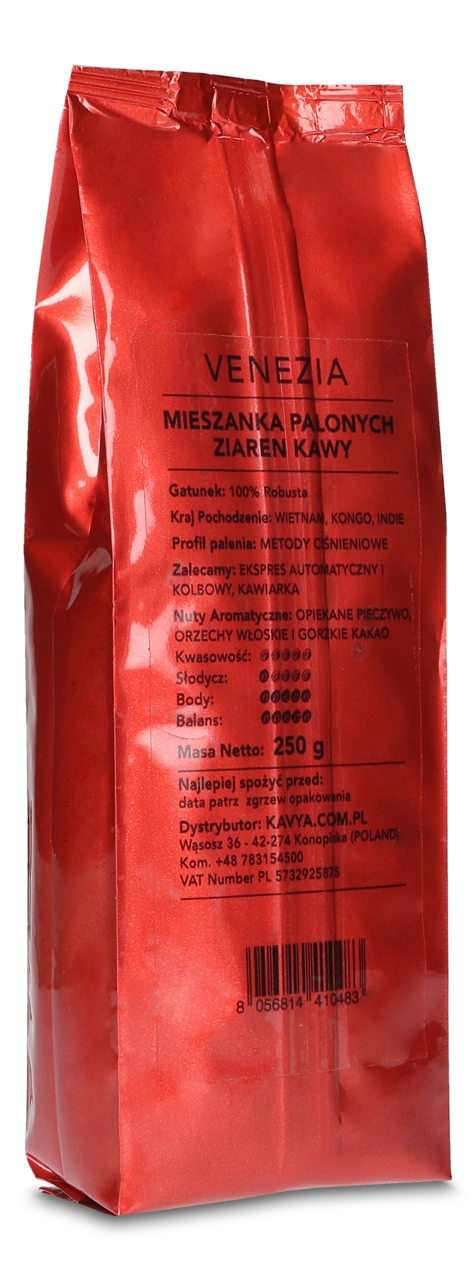 VENEZIA
MIESZANKA PALONYCH
ZIAREN KAWY
Gatunek: 100% Robusta
Kraj Pochodzenie: WIETNAM, KONGO, INDIE
Profil palenia: METODY CIŚNIENIOWE
Zalecamy: EKSPRES AUTOMATYCZNY I
KOLBOWY, KAWIARKA
Nuty Aromatyczne: OPIEKANE PIECZYWO,
ORZECHY WŁOSKIE I GORZKIE KAKAO
Kwasowość:
Słodycz:
Body:
Balans:
Masa Netto: 250 g
Najlepiej spożyć przed:
data patrz zgrzew opakowania
Dystrybutor: KAVYA.COM.PL
Wąsosz 36 - 42-274 Konopiska (POLAND)
Kom. +48 783154500
VAT Number PL 5732925875
8 056814 410483